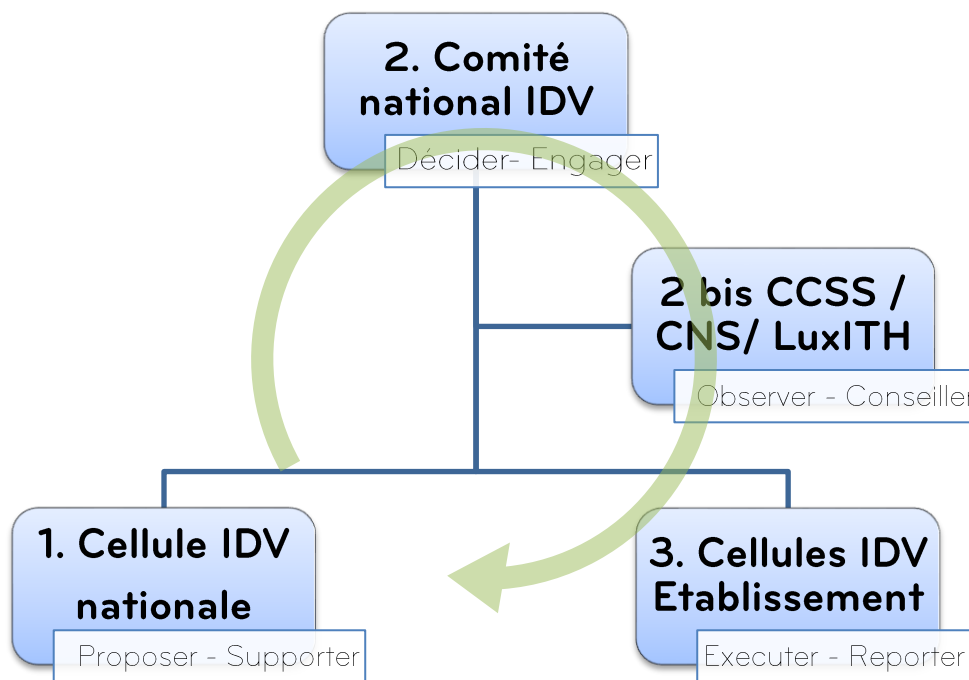 2. Comité
national IDV
Décider- Engager
2 bis CCSS /
CNS/ LuxITH
Observer - Conseiller
1. Cellule IDV
nationale
Proposer - Supporter
3. Cellules IDV
Etablissement
Executer - Reporter